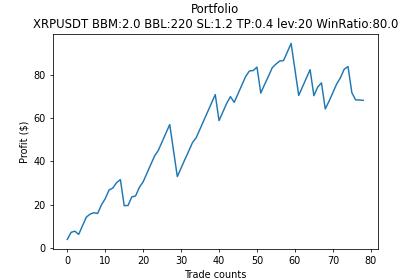 Portfolio
XRPUSDT BBM:2.0 BBL:220 SL:1.2 TP:0.4 lev:20 WinRatio:80.0
80
60
40
20
0
Profit ($)
0 10 20 30 40 50 60 70 80
Trade counts